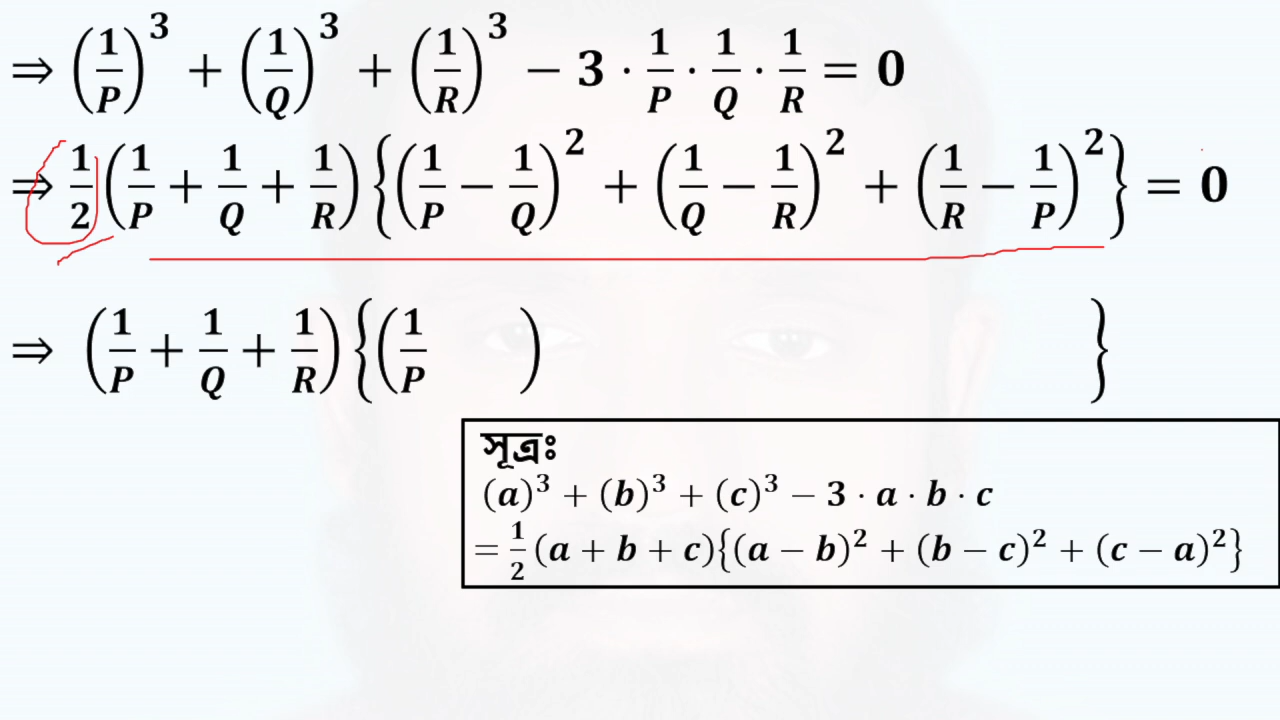 ⇒ (1/P)³ + (1/Q)³ + (1/R)³ − 3 · 1/P · 1/Q · 1/R = 0
⇒ 1/2 (1/P + 1/Q + 1/R) {(1/P − 1/Q)² + (1/Q − 1/R)² + (1/R − 1/P)²} = 0
⇒ (1/P + 1/Q + 1/R) {(1/P )}
সূত্রঃ
(a)³ + (b)³ + (c)³ − 3 · a · b · c
= 1/2 (a + b + c){(a − b)² + (b − c)² + (c − a)²}